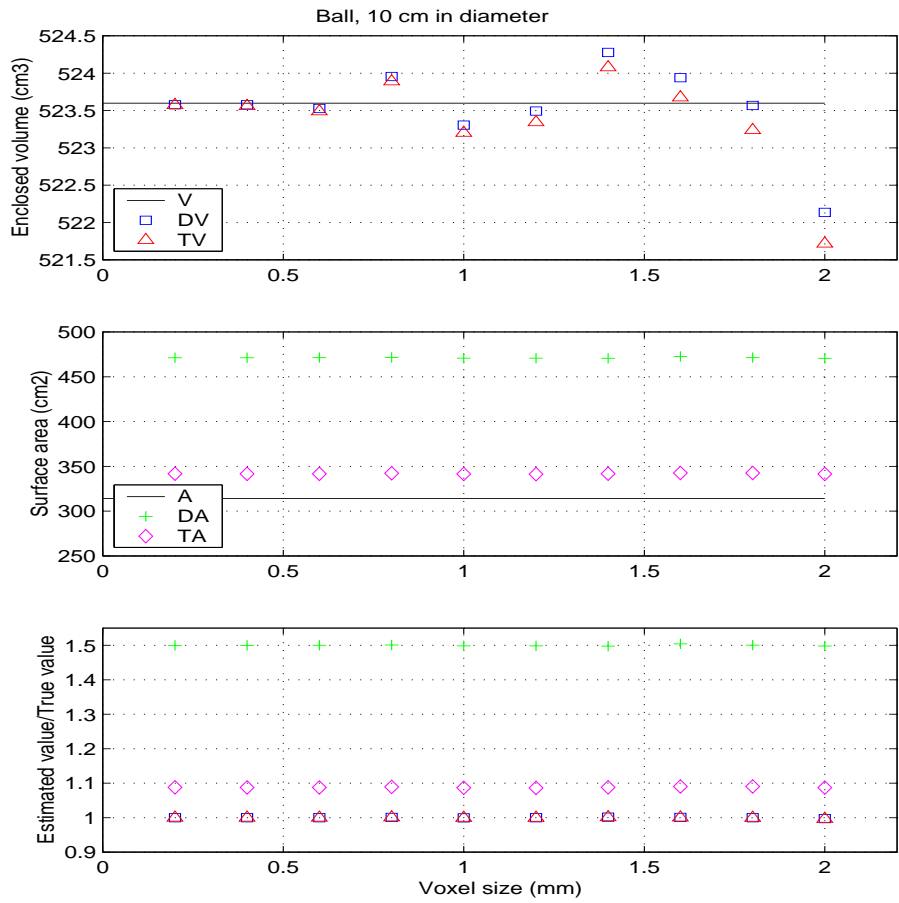 Ball, 10 cm in diameter
Enclosed volume (cm3)
524.5
524
523.5
523
522.5
522
521.5
V
DV
TV
0 0.5 1 1.5 2
Surface area (cm2)
500
450
400
350
300
250
A
DA
TA
0 0.5 1 1.5 2
Estimated value/True value
1.5
1.4
1.3
1.2
1.1
1
0.9
0 0.5 1 1.5 2
Voxel size (mm)